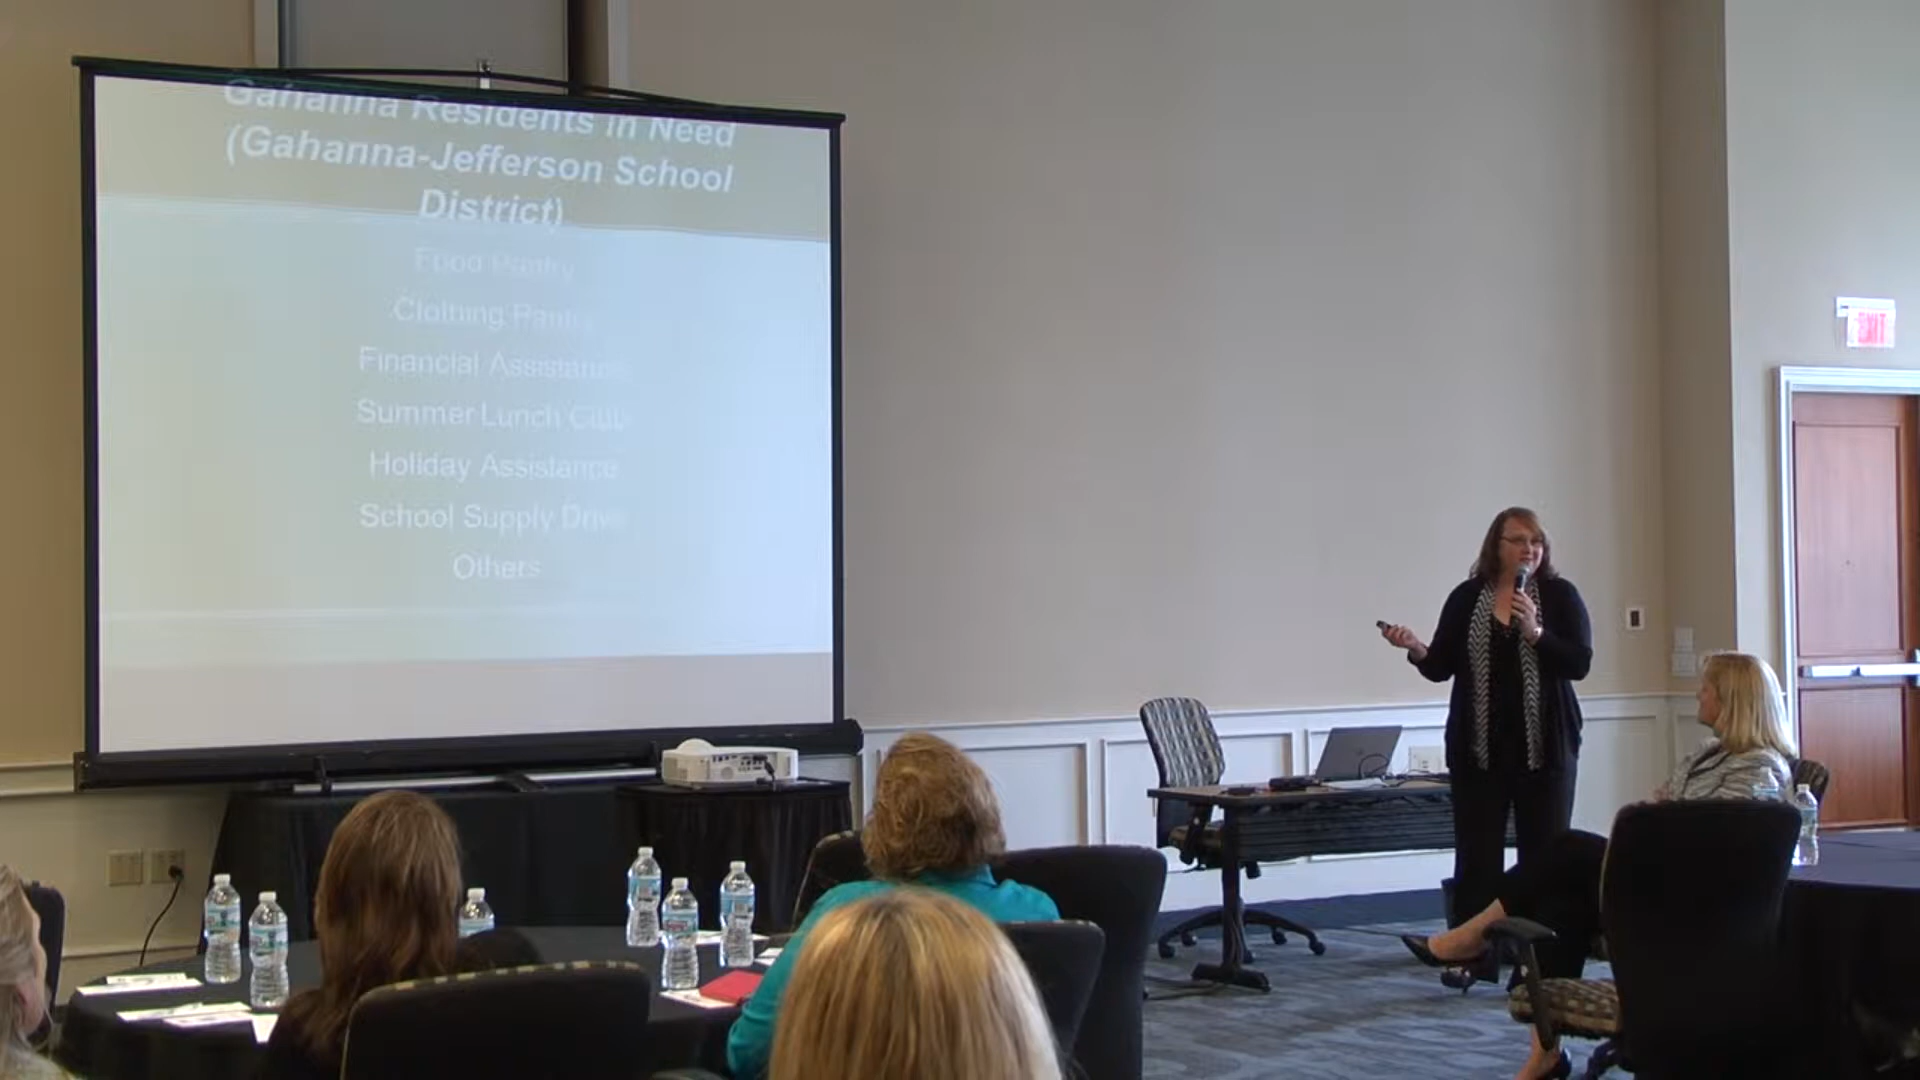 Gahanna Residents in Need
(Gahanna-Jefferson School
District)
Food Pantry
Clothing Pantry
Financial Assistance
Summer Lunch Club
Holiday Assistance
School Supply Drive
Others
EXIT